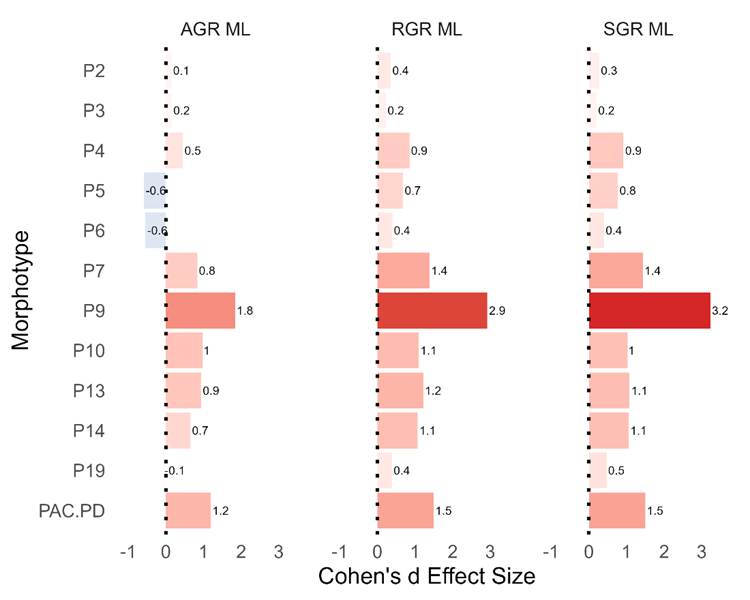 AGR ML RGR ML SGR ML
P2 0.1 0.4 0.3
P3 0.2 0.2 0.2
P4 0.5 0.9 0.9
P5 -0.6 0.7 0.8
P6 -0.6 0.4 0.4
P7 0.8 1.4 1.4
P9 1.8 2.9 3.2
P10 1 1.1 1
P13 0.9 1.2 1.1
P14 0.7 1.1 1.1
P19 -0.1 0.4 0.5
PAC.PD 1.2 1.5 1.5
Morphotype
-1 0 1 2 3 -1 0 1 2 3 -1 0 1 2 3
Cohen's d Effect Size